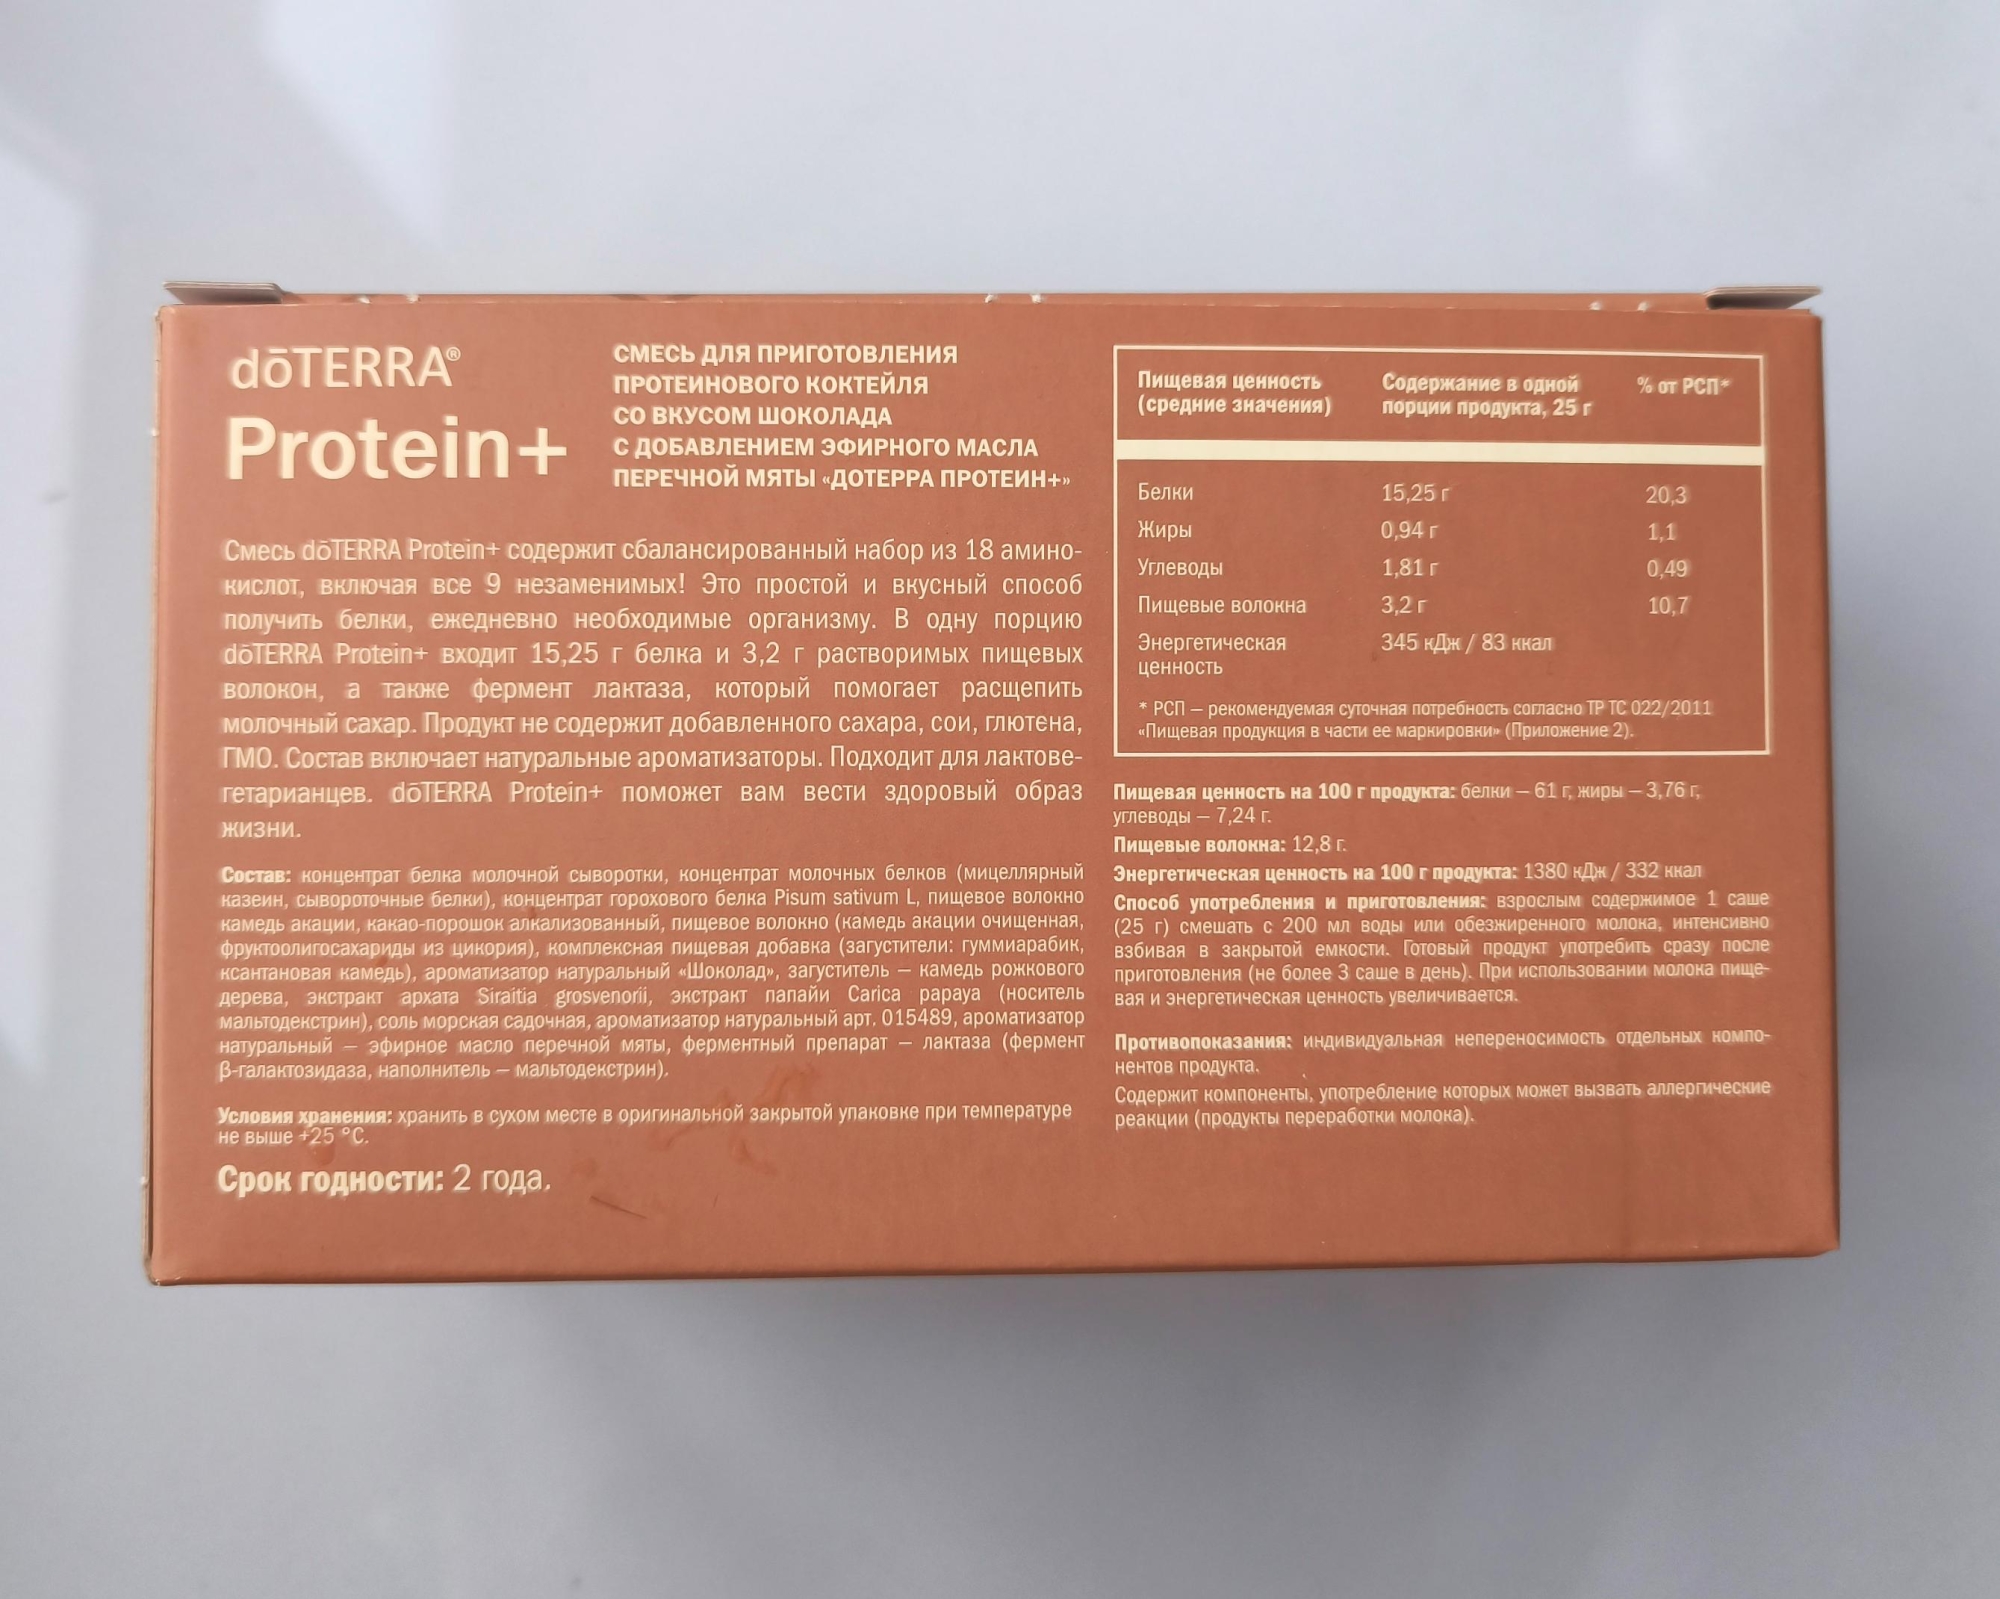 dōTERRA®
Protein+
СМЕСЬ ДЛЯ ПРИГОТОВЛЕНИЯ
ПРОТЕИНОВОГО КОКТЕЙЛЯ
СО ВКУСОМ ШОКОЛАДА
С ДОБАВЛЕНИЕМ ЭФИРНОГО МАСЛА
ПЕРЕЧНОЙ МЯТЫ «ДОТЕРРА ПРОТЕИН+»
Смесь dōTERRA Protein+ содержит сбалансированный набор из 18 амино-
кислот, включая все 9 незаменимых! Это простой и вкусный способ
получить белки, ежедневно необходимые организму. В одну порцию
dōTERRA Protein+ входит 15,25 г белка и 3,2 г растворимых пищевых
волокон, а также фермент лактаза, который помогает расщепить
молочный сахар. Продукт не содержит добавленного сахара, сои, глютена,
ГМО. Состав включает натуральные ароматизаторы. Подходит для лактове-
гетарианцев. dōTERRA Protein+ поможет вам вести здоровый образ
жизни.
Состав: концентрат белка молочной сыворотки, концентрат молочных белков (мицеллярный
казеин, сывороточные белки), концентрат горохового белка Pisum sativum L, пищевое волокно
камедь акации, какао-порошок алкализованный, пищевое волокно (камедь акации очищенная,
фруктоолигосахариды из цикория), комплексная пищевая добавка (загустители: гуммиарабик,
ксантановая камедь), ароматизатор натуральный «Шоколад», загуститель — камедь рожкового
дерева, экстракт архата Siraitia grosvenorii, экстракт папайи Carica papaya (носитель
мальтодекстрин), соль морская садочная, ароматизатор натуральный арт. 015489, ароматизатор
натуральный — эфирное масло перечной мяты, ферментный препарат — лактаза (фермент
β-галактозидаза, наполнитель — мальтодекстрин).
Условия хранения: хранить в сухом месте в оригинальной закрытой упаковке при температуре
не выше +25 °C.
Срок годности: 2 года.
Пищевая ценность (средние значения) Содержание в одной порции продукта, 25 г % от РСП*
Белки 15,25 г 20,3
Жиры 0,94 г 1,1
Углеводы 1,81 г 0,49
Пищевые волокна 3,2 г 10,7
Энергетическая ценность 345 кДж / 83 ккал
* РСП — рекомендуемая суточная потребность согласно ТР ТС 022/2011
«Пищевая продукция в части ее маркировки» (Приложение 2).
Пищевая ценность на 100 г продукта: белки — 61 г, жиры — 3,76 г,
углеводы — 7,24 г.
Пищевые волокна: 12,8 г.
Энергетическая ценность на 100 г продукта: 1380 кДж / 332 ккал
Способ употребления и приготовления: взрослым содержимое 1 саше
(25 г) смешать с 200 мл воды или обезжиренного молока, интенсивно
взбивая в закрытой емкости. Готовый продукт употребить сразу после
приготовления (не более 3 саше в день). При использовании молока пище-
вая и энергетическая ценность увеличивается.
Противопоказания: индивидуальная непереносимость отдельных компо-
нентов продукта.
Содержит компоненты, употребление которых может вызвать аллергические
реакции (продукты переработки молока).